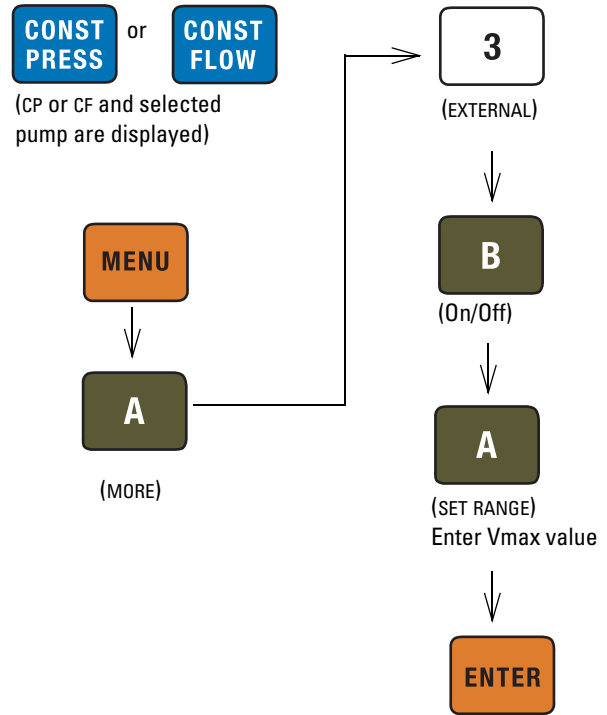 CONST
PRESS
or
CONST
FLOW
(CP or CF and selected
pump are displayed)
MENU
A
(MORE)
3
(EXTERNAL)
B
(On/Off)
A
(SET RANGE)
Enter Vmax value
ENTER